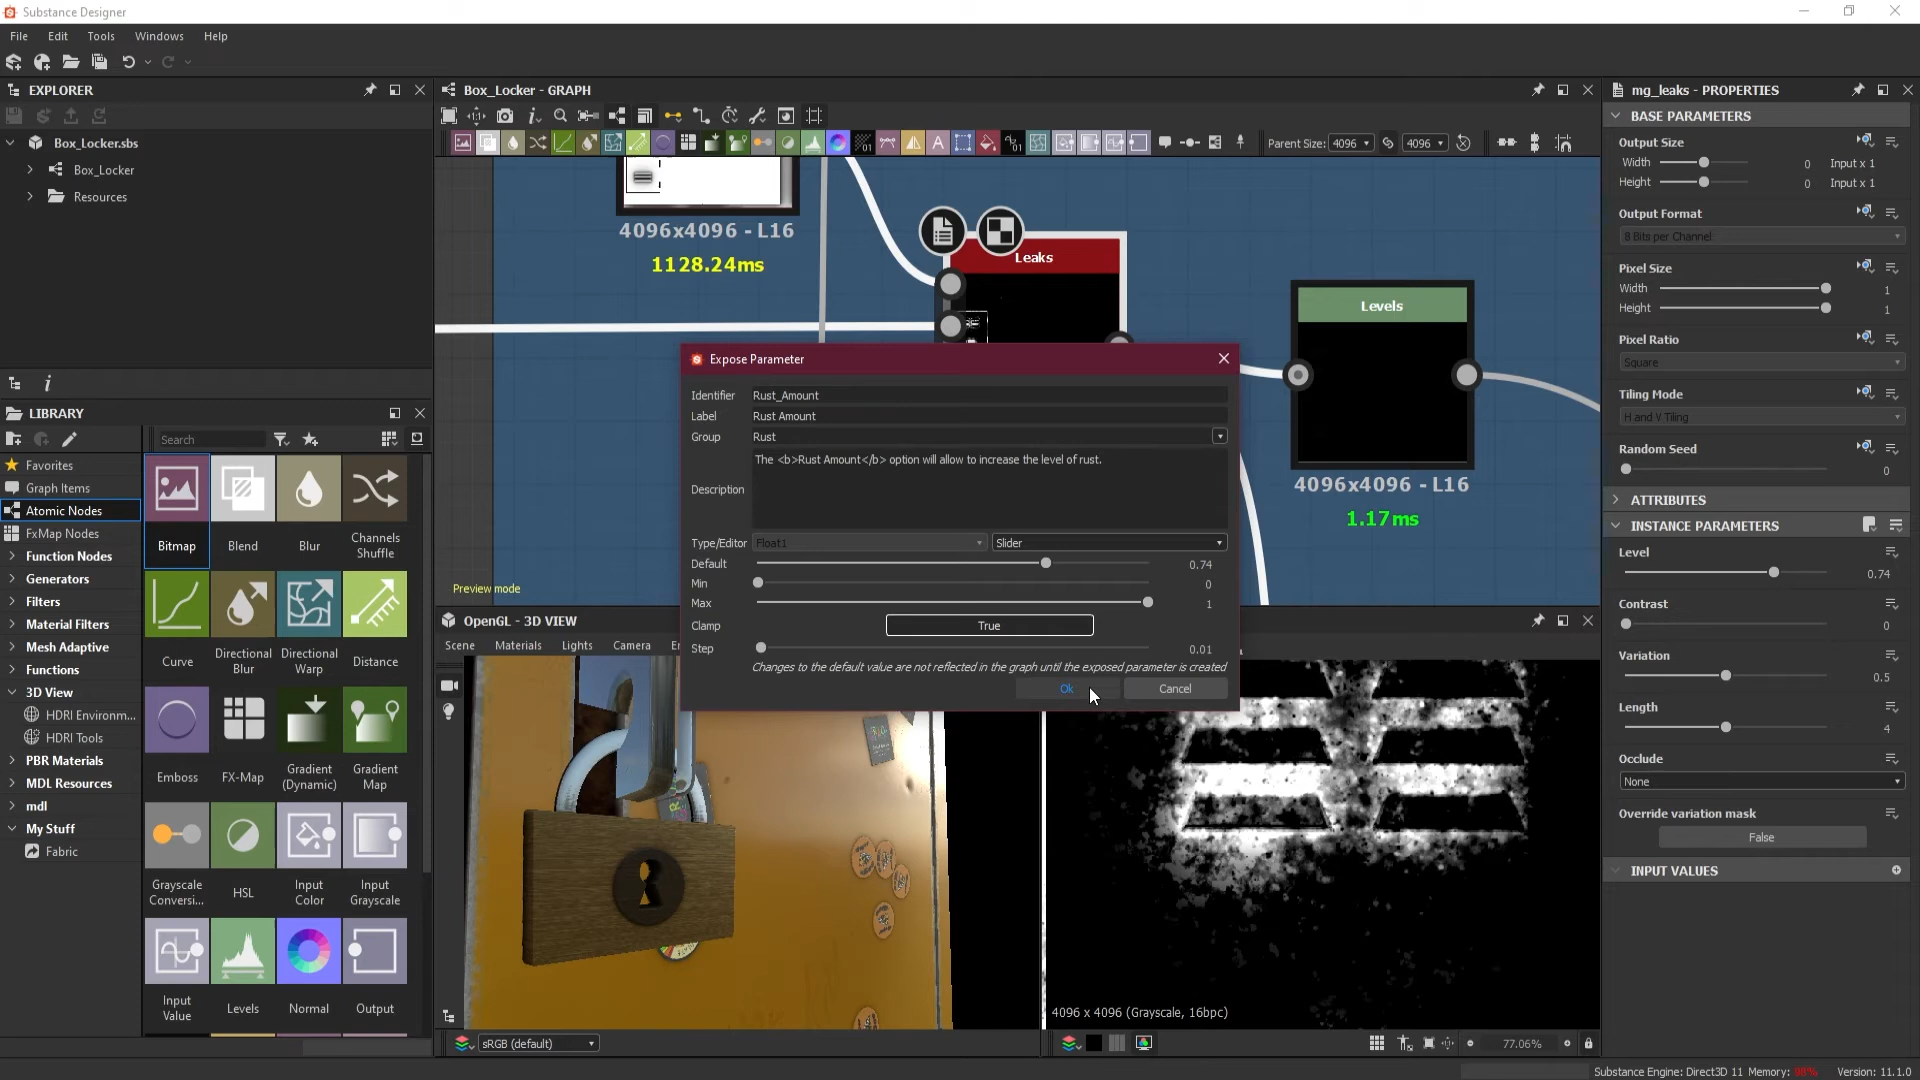 Substance Designer
File Edit Tools Windows Help
EXPLORER
Box_Locker.sbs
Box_Locker
Resources
LIBRARY
Search
Favorites
Graph Items
Atomic Nodes
FxMap Nodes
Function Nodes
Generators
Filters
Material Filters
Mesh Adaptive
Functions
3D View
HDRI Environm...
HDRI Tools
PBR Materials
MDL Resources
mdl
My Stuff
Fabric
Bitmap
Blend
Blur
Channels
Shuffle
Curve
Directional
Blur
Directional
Warp
Distance
Emboss
FX-Map
Gradient
(Dynamic)
Gradient
Map
Grayscale
Conversi...
HSL
Input
Color
Input
Grayscale
Input
Value
Levels
Normal
Output
Box_Locker - GRAPH
Parent Size: 4096 4096
4096x4096 - L16
1128.24ms
Leaks
Levels
4096x4096 - L16
1.17ms
Preview mode
Expose Parameter
Identifier Rust_Amount
Label Rust Amount
Group Rust
Description The <b>Rust Amount</b> option will allow to increase the level of rust.
Type/Editor Float1 Slider
Default 0.74
Min 0
Max 1
Clamp True
Step 0.01
Changes to the default value are not reflected in the graph until the exposed parameter is created
Ok Cancel
OpenGL - 3D VIEW
Scene Materials Lights Camera
sRGB (default)
4096 x 4096 (Grayscale, 16bpc)
77.06%
mg_leaks - PROPERTIES
BASE PARAMETERS
Output Size
Width 0 Input x 1
Height 0 Input x 1
Output Format
8 Bits per Channel
Pixel Size
Width 1
Height 1
Pixel Ratio
Square
Tiling Mode
H and V Tiling
Random Seed
0
ATTRIBUTES
INSTANCE PARAMETERS
Level
0.74
Contrast
0
Variation
0.5
Length
4
Occlude
None
Override variation mask
False
INPUT VALUES
Substance Engine: Direct3D 11 Memory: Version: 11.1.0